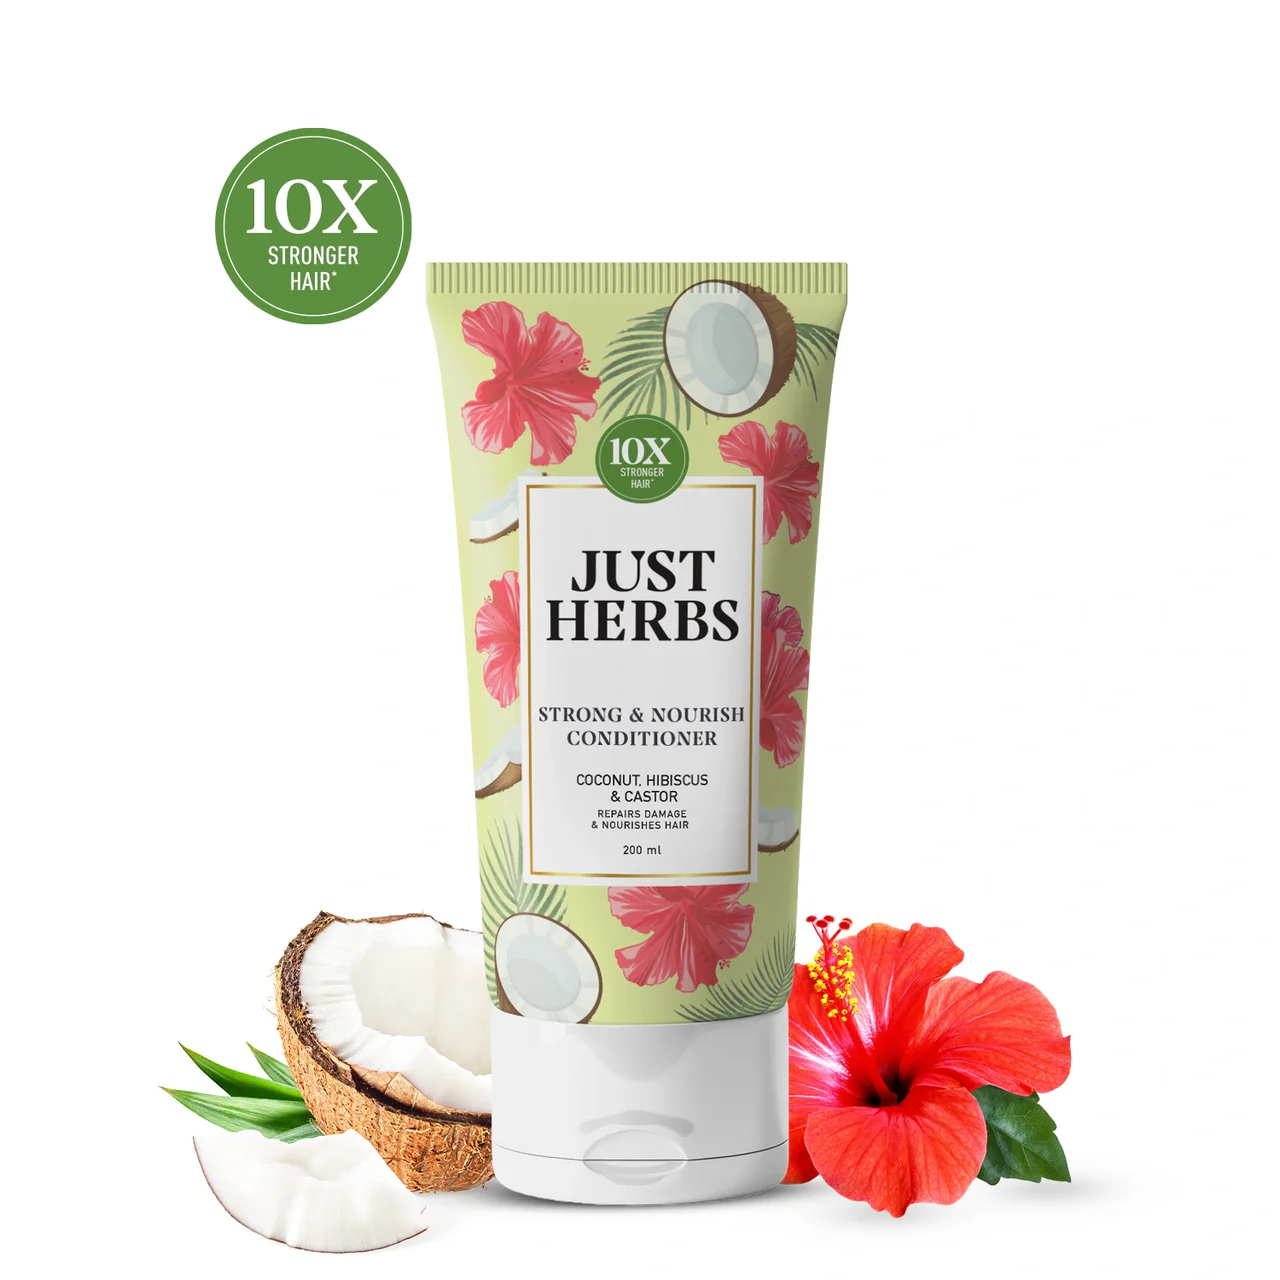 10X
STRONGER
HAIR*
10X
STRONGER
HAIR*
JUST
HERBS
STRONG & NOURISH
CONDITIONER
COCONUT, HIBISCUS
& CASTOR
REPAIRS DAMAGE
& NOURISHES HAIR
200 ml